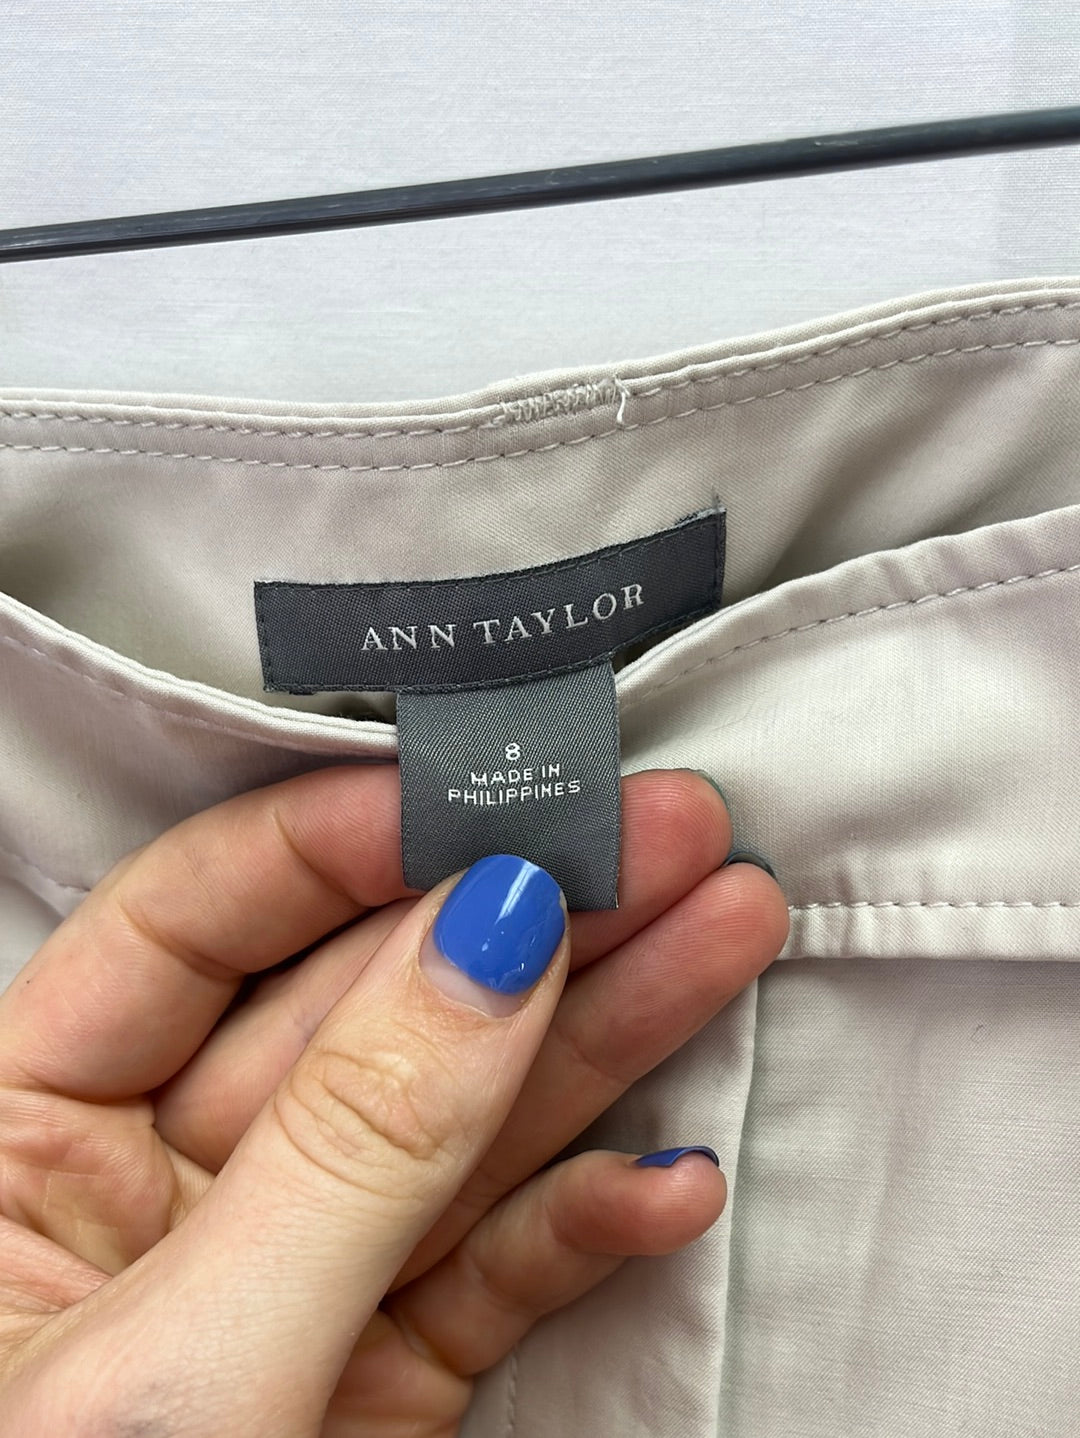 ANN TAYLOR
8
MADE IN
PHILIPPINES